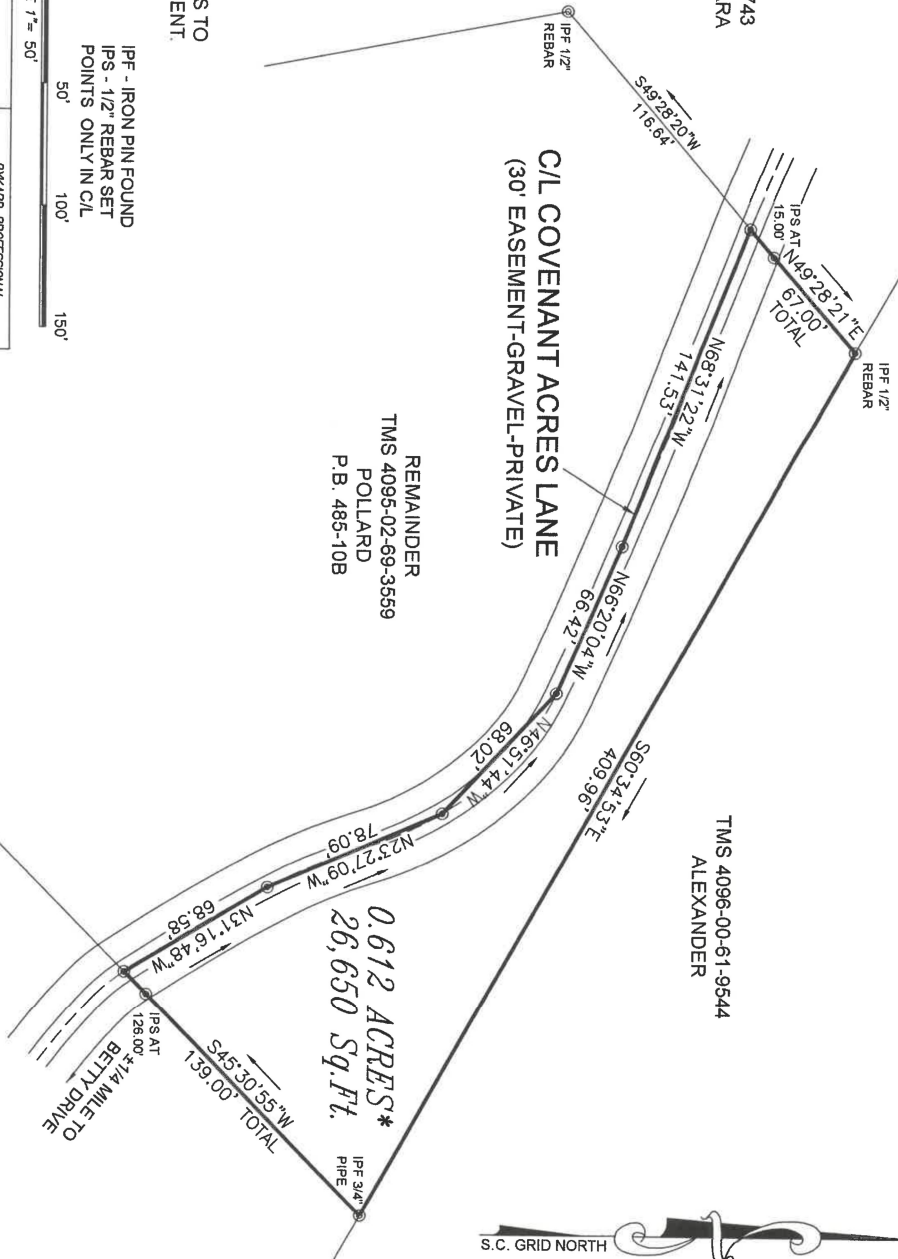 743
ARA
IPF 1/2"
REBAR
S49°28'20"W
116.64'
IPS AT
15.00'
N49°28'21"E
67.00'
TOTAL
IPF 1/2"
REBAR
C/L COVENANT ACRES LANE
(30' EASEMENT-GRAVEL-PRIVATE)
N68°31'22"W
141.53'
N66°20'04"W
66.42'
N46°51'44"W
68.02'
N23°27'09"W
78.09'
N31°16'48"W
68.58'
S60°34'53"E
409.96'
TMS 4096-00-61-9544
ALEXANDER
REMAINDER
TMS 4095-02-69-3559
POLLARD
P.B. 485-10B
0.612 ACRES*
26,650 Sq.Ft.
IPS AT
126.00'
S45°30'55"W
139.00' TOTAL
IPF 3/4"
PIPE
±1/4 MILE TO
BETTY DRIVE
S.C. GRID NORTH
S TO
ENT.
IPF - IRON PIN FOUND
IPS - 1/2" REBAR SET
POINTS ONLY IN C/L
1"= 50'
50'
100'
150'